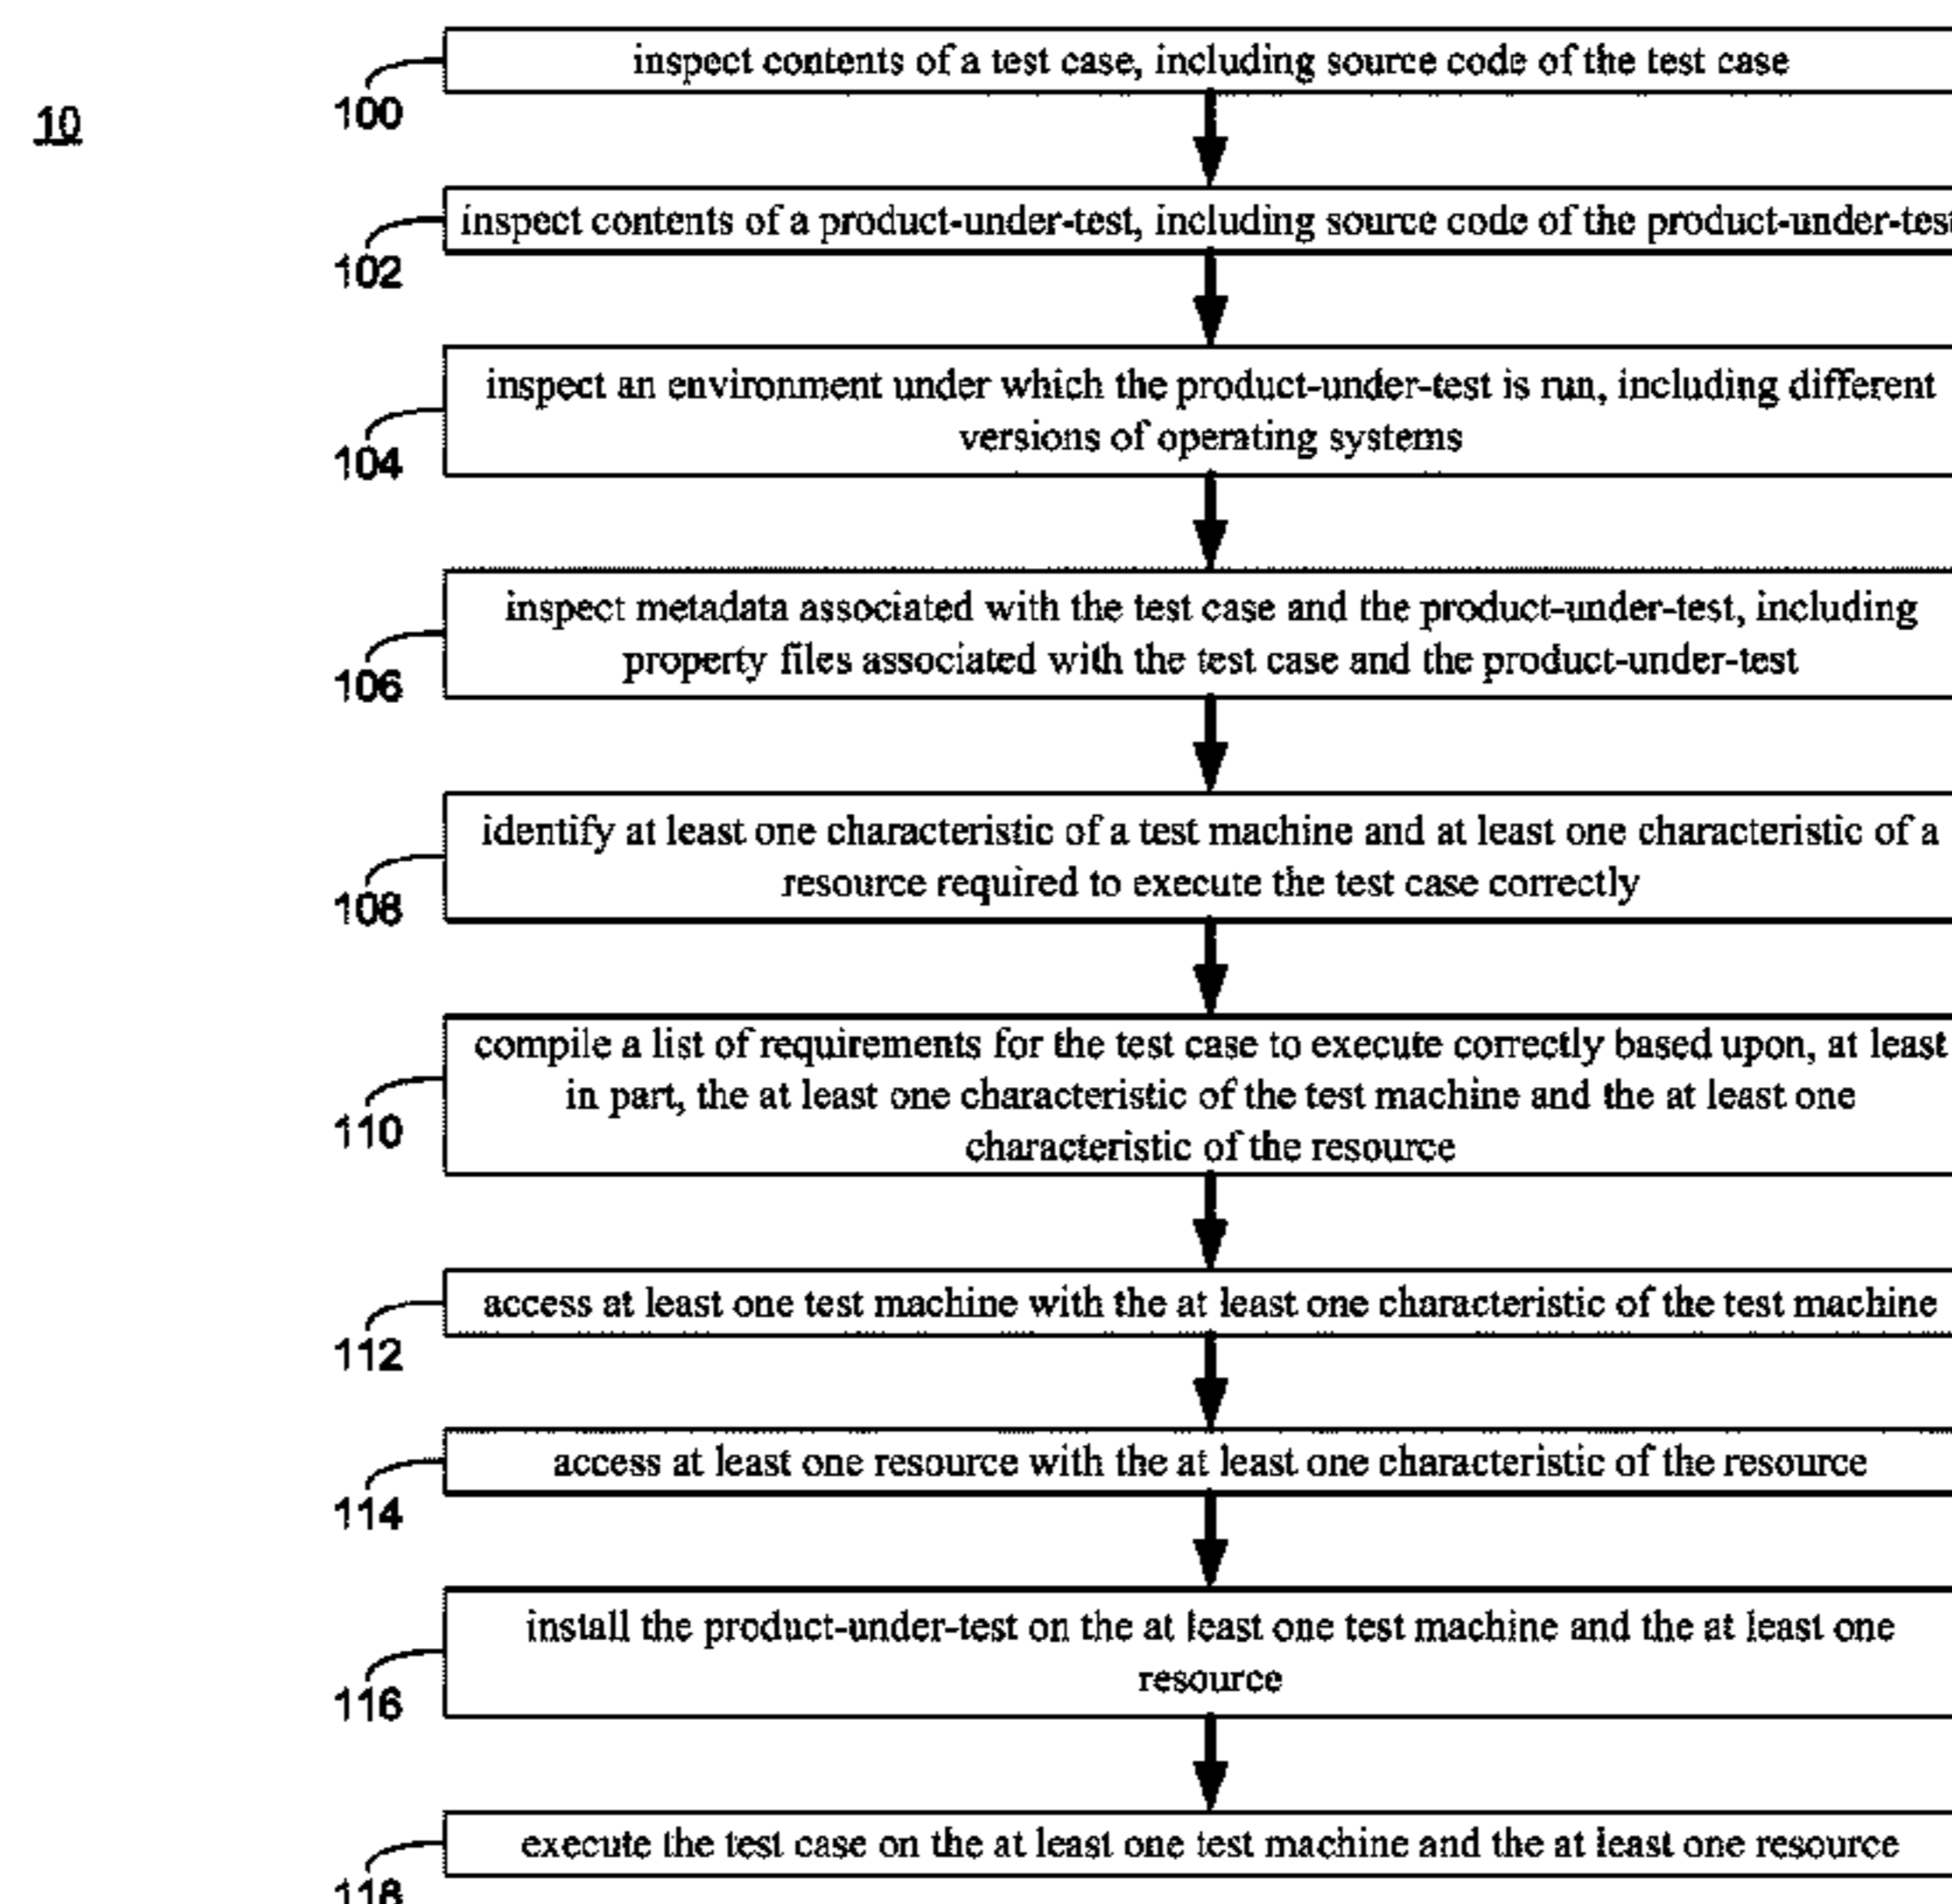 10
inspect contents of a test case, including source code of the test case
100
inspect contents of a product-under-test, including source code of the product-under-test
102
inspect an environment under which the product-under-test is run, including different
versions of operating systems
104
inspect metadata associated with the test case and the product-under-test, including
property files associated with the test case and the product-under-test
106
identify at least one characteristic of a test machine and at least one characteristic of a
resource required to execute the test case correctly
108
compile a list of requirements for the test case to execute correctly based upon, at least
in part, the at least one characteristic of the test machine and the at least one
characteristic of the resource
110
access at least one test machine with the at least one characteristic of the test machine
112
access at least one resource with the at least one characteristic of the resource
114
install the product-under-test on the at least one test machine and the at least one
resource
116
execute the test case on the at least one test machine and the at least one resource
118